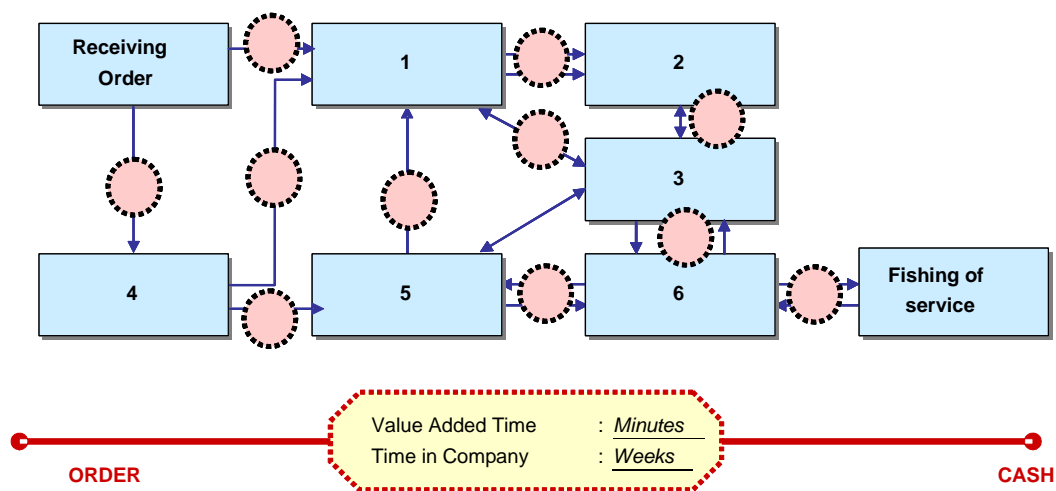 Receiving
Order
1
2
3
4
5
6
Fishing of
service
Value Added Time : Minutes
Time in Company : Weeks
ORDER
CASH